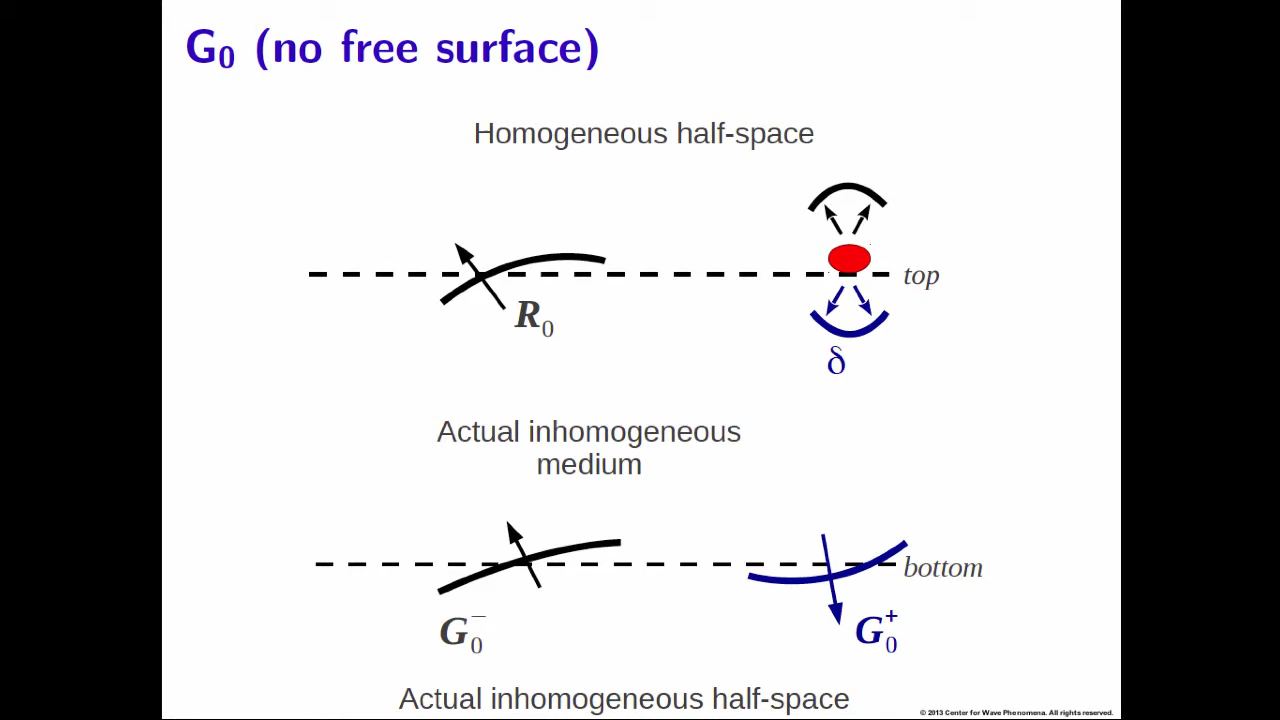 G₀ (no free surface)
Homogeneous half-space
top
R₀
δ
Actual inhomogeneous
medium
bottom
G₀⁻
G₀⁺
Actual inhomogeneous half-space
© 2013 Center for Wave Phenomena. All rights reserved.